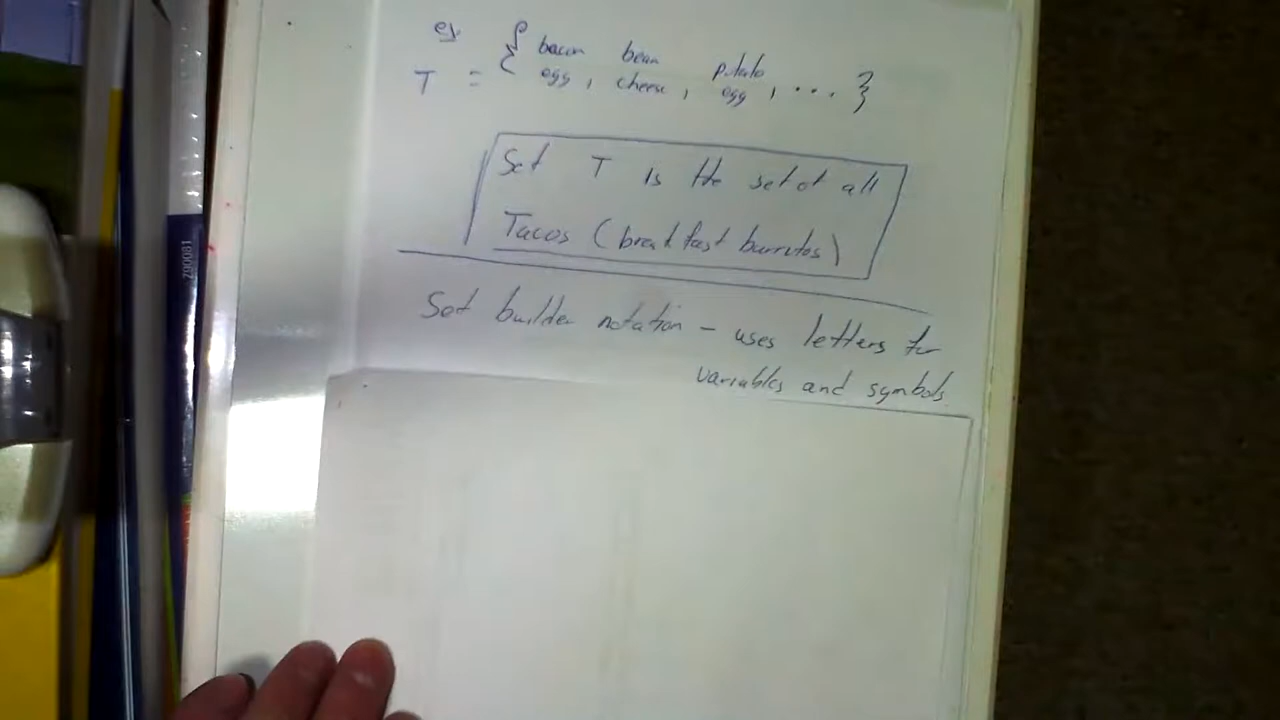 ex
bacon bean potato
T = { egg , cheese , egg , ... }
Set T is the set of all
Tacos (breakfast burritos)
Set builder notation - uses letters for
variables and symbols.
Z90081